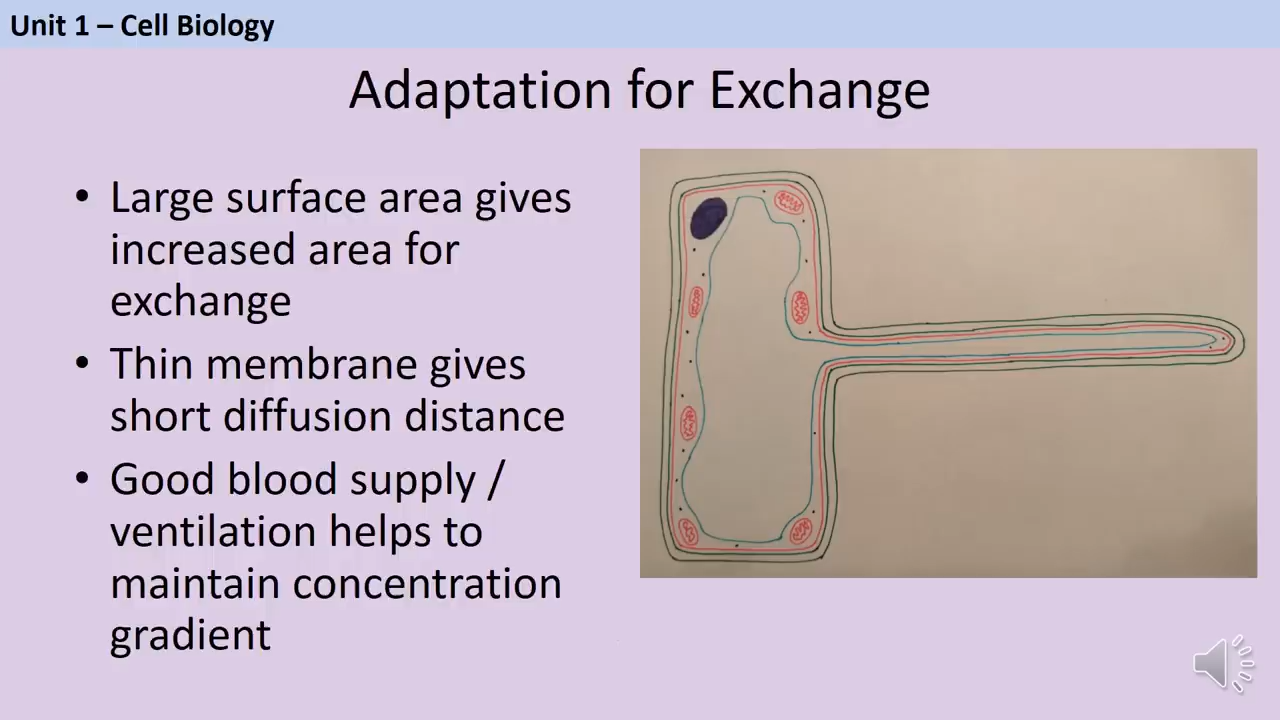 Unit 1 – Cell Biology
Adaptation for Exchange
• Large surface area gives
increased area for
exchange
• Thin membrane gives
short diffusion distance
• Good blood supply /
ventilation helps to
maintain concentration
gradient